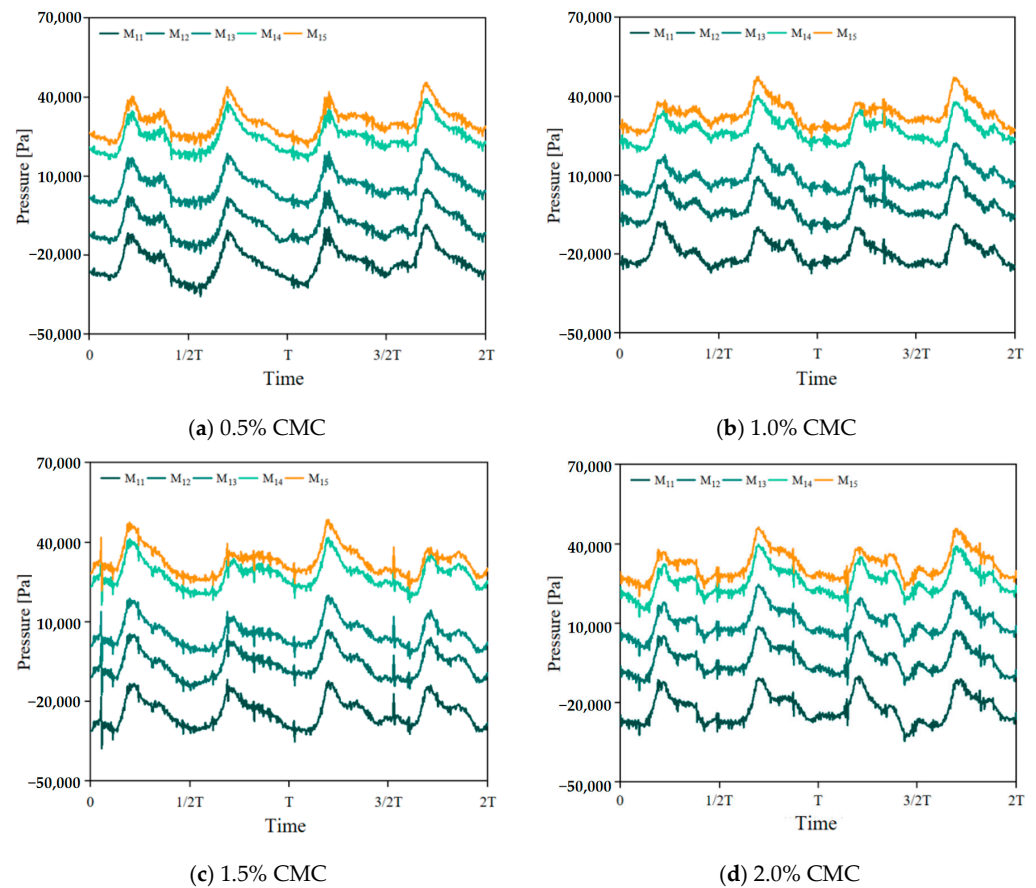 70,000
M11 M12 M13 M14 M15
40,000
10,000
−20,000
−50,000
Pressure [Pa]
0 1/2T T 3/2T 2T
Time
(a) 0.5% CMC
70,000
M11 M12 M13 M14 M15
40,000
10,000
−20,000
−50,000
Pressure [Pa]
0 1/2T T 3/2T 2T
Time
(b) 1.0% CMC
70,000
M11 M12 M13 M14 M15
40,000
10,000
−20,000
−50,000
Pressure [Pa]
0 1/2T T 3/2T 2T
Time
(c) 1.5% CMC
70,000
M11 M12 M13 M14 M15
40,000
10,000
−20,000
−50,000
Pressure [Pa]
0 1/2T T 3/2T 2T
Time
(d) 2.0% CMC